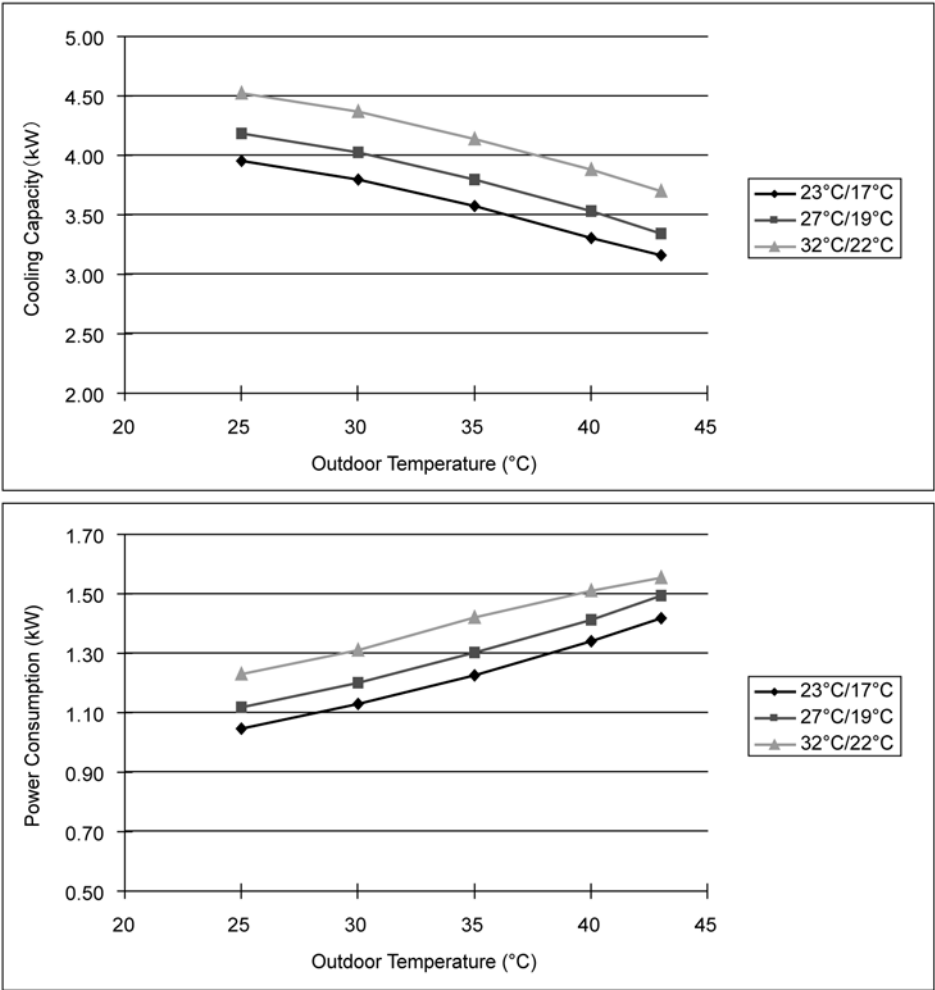 5.00
4.50
4.00
3.50
3.00
2.50
2.00
Cooling Capacity(kW)
20 25 30 35 40 45
Outdoor Temperature (°C)
23°C/17°C
27°C/19°C
32°C/22°C
1.70
1.50
1.30
1.10
0.90
0.70
0.50
Power Consumption (kW)
20 25 30 35 40 45
Outdoor Temperature (°C)
23°C/17°C
27°C/19°C
32°C/22°C